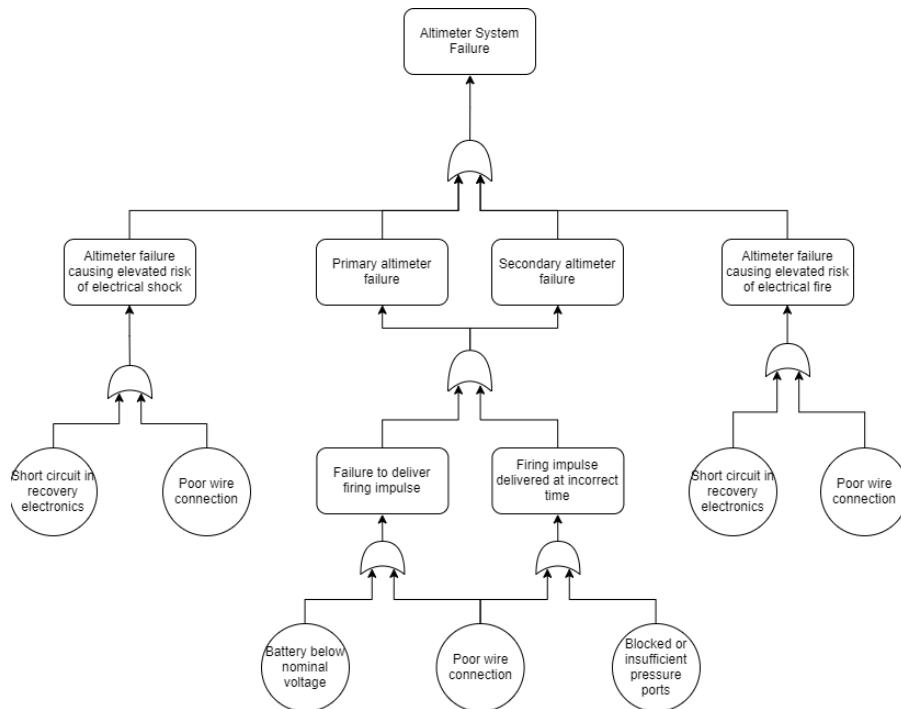 Altimeter System
Failure
Altimeter failure
causing elevated risk
of electrical shock
Primary altimeter
failure
Secondary altimeter
failure
Altimeter failure
causing elevated risk
of electrical fire
Short circuit in
recovery
electronics
Poor wire
connection
Failure to deliver
firing impulse
Firing impulse
delivered at incorrect
time
Short circuit in
recovery
electronics
Poor wire
connection
Battery below
nominal
voltage
Poor wire
connection
Blocked or
insufficient
pressure
ports